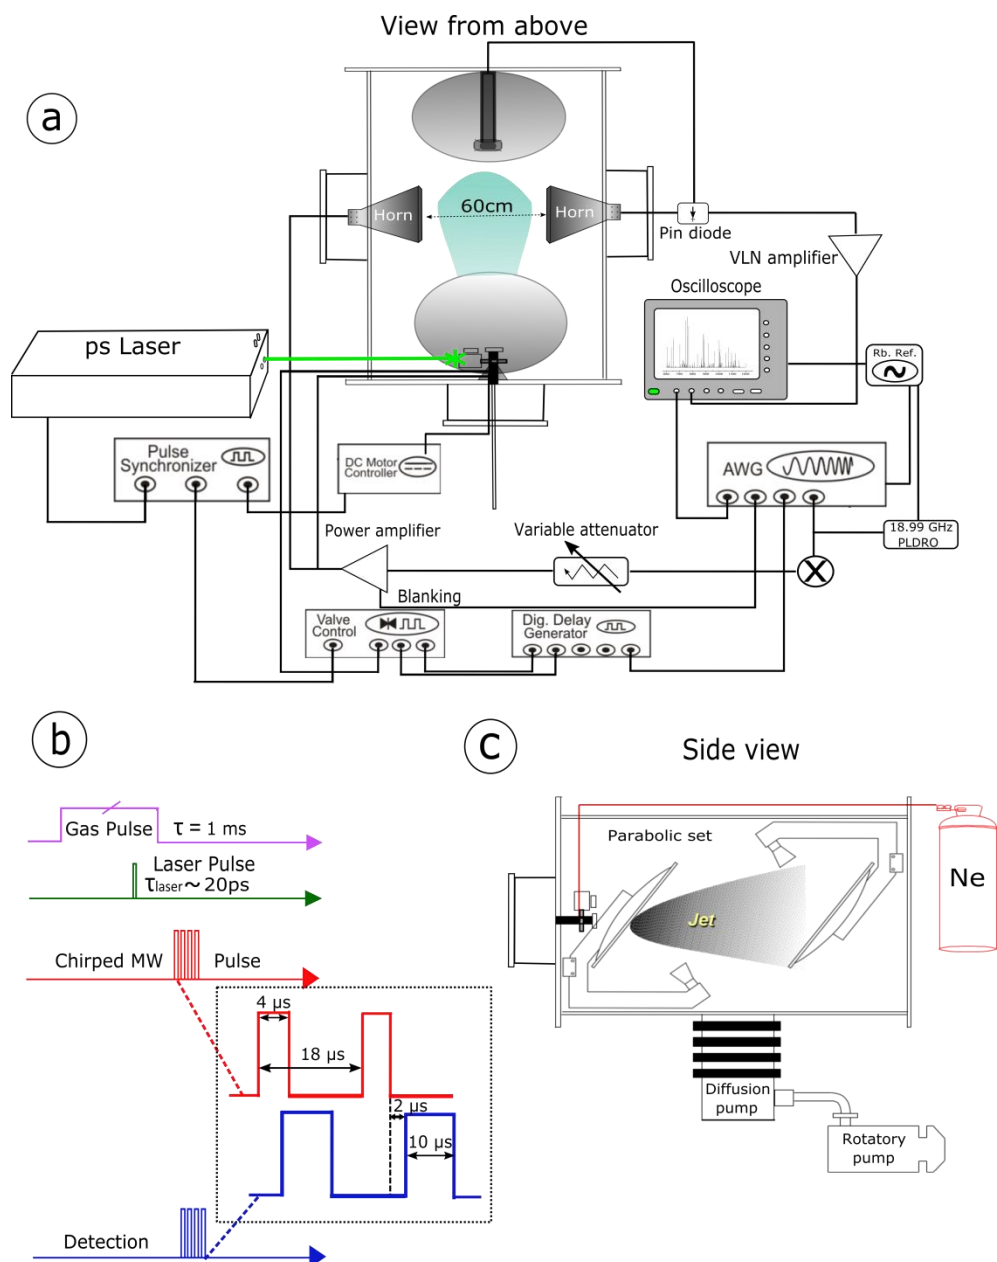 View from above
a
Horn
60cm
Horn
Pin diode
VLN amplifier
Oscilloscope
ps Laser
Rb. Ref.
Pulse
Synchronizer
DC Motor
Controller
AWG
18.99 GHz
PLDRO
Power amplifier
Variable attenuator
X
Blanking
Valve
Control
Dig. Delay
Generator
b
Gas Pulse
τ = 1 ms
Laser Pulse
τlaser~ 20ps
Chirped MW Pulse
4 µs
18 µs
2 µs
10 µs
Detection
c
Side view
Parabolic set
Jet
Ne
Diffusion
pump
Rotatory
pump